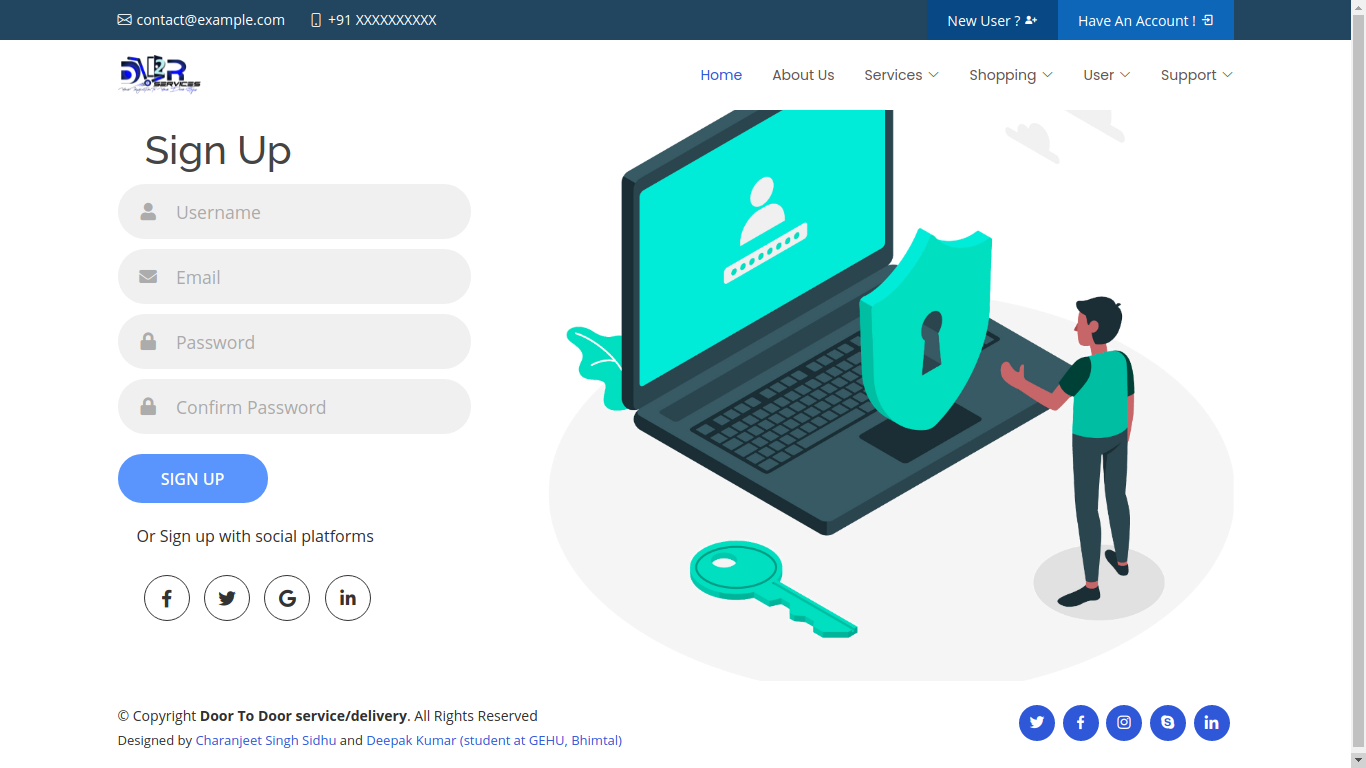 contact@example.com +91 XXXXXXXXXX New User ? Have An Account !
SERVICES
Home About Us Services Shopping User Support
Sign Up
Username
Email
Password
Confirm Password
SIGN UP
Or Sign up with social platforms
© Copyright Door To Door service/delivery. All Rights Reserved
Designed by Charanjeet Singh Sidhu and Deepak Kumar (student at GEHU, Bhimtal)